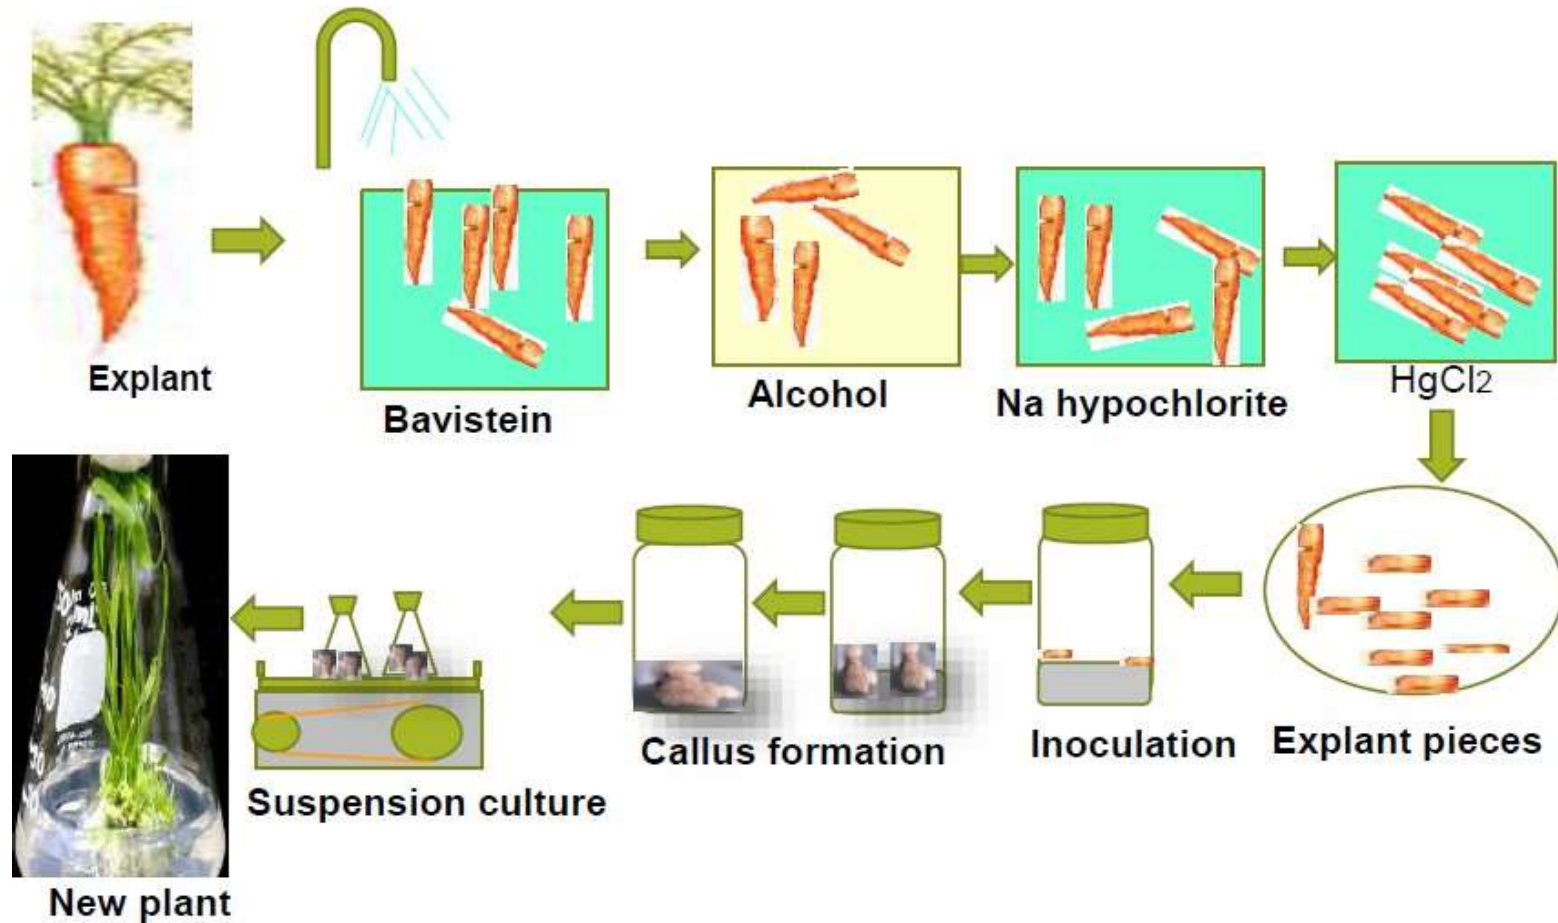 Explant
Bavistein
Alcohol
Na hypochlorite
HgCl2
Explant pieces
Inoculation
Callus formation
Suspension culture
New plant